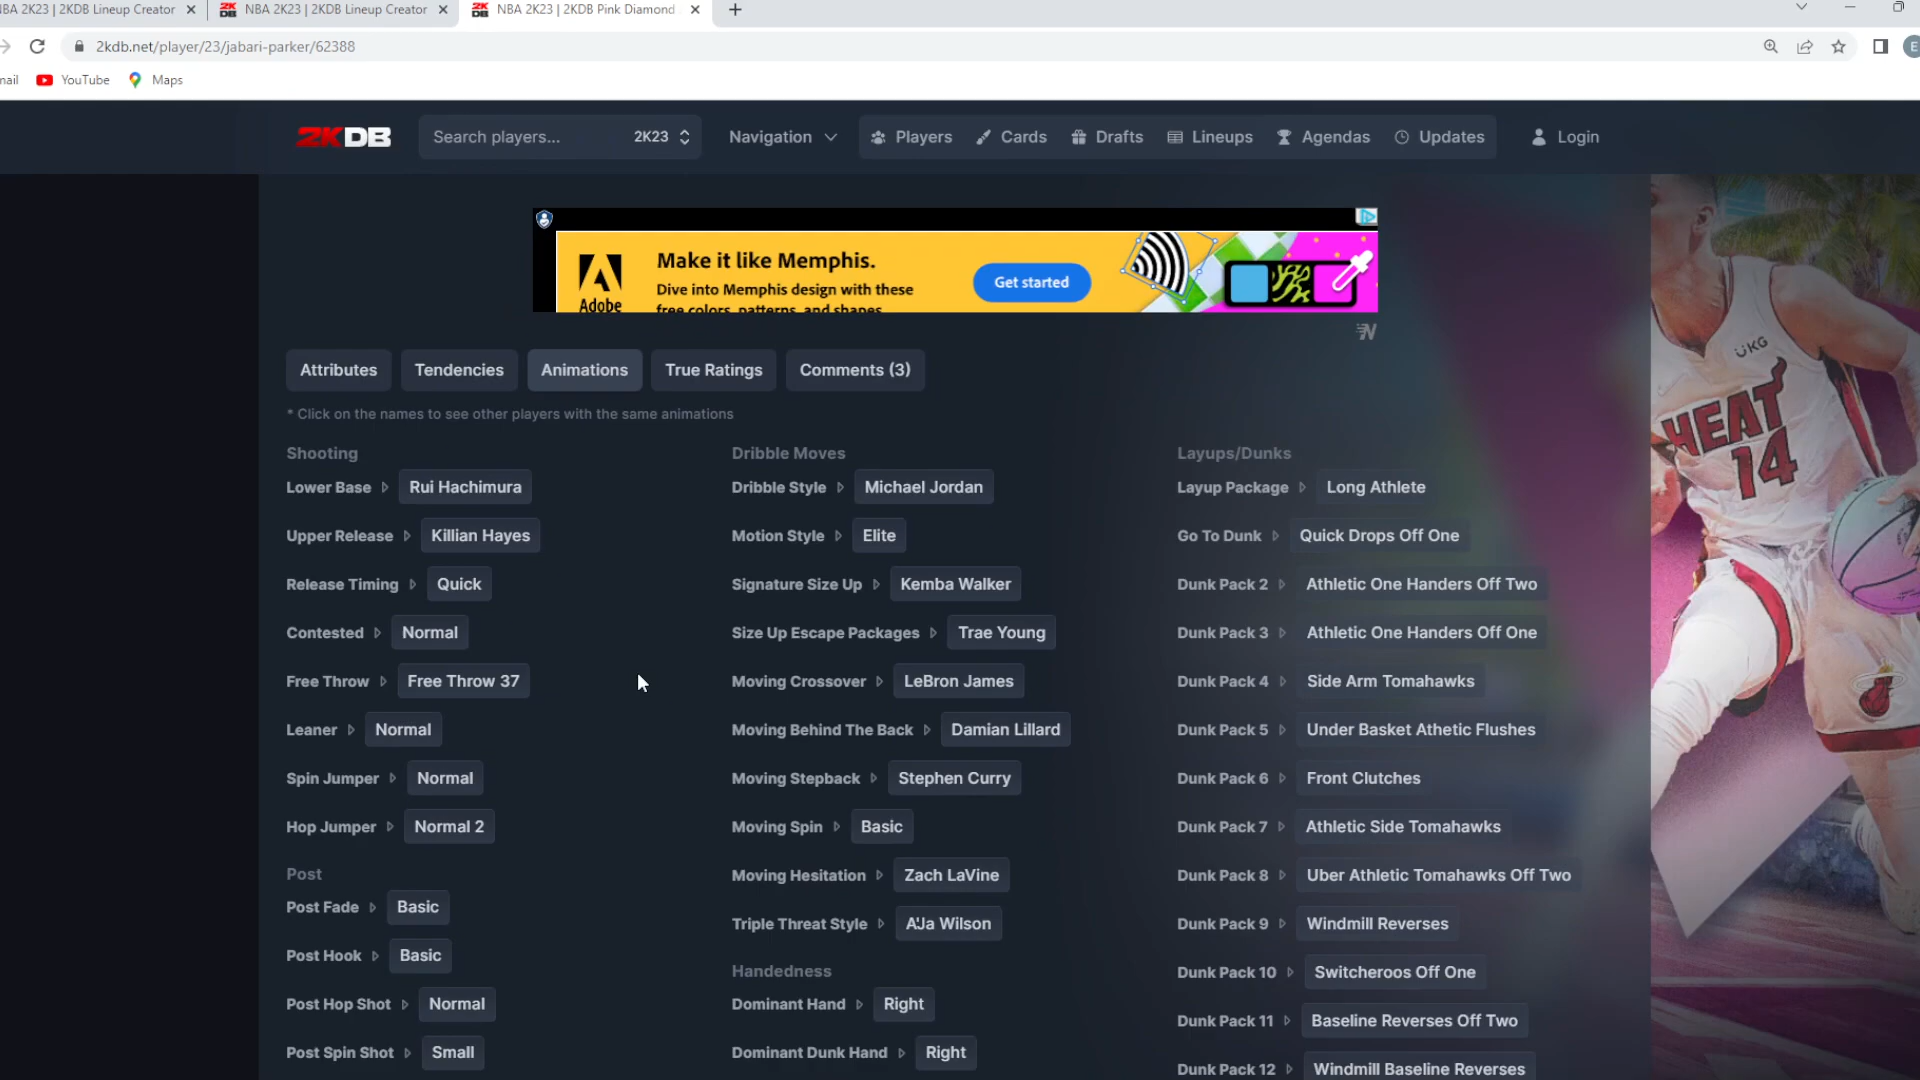 BA 2K23 | 2KDB Lineup Creator
NBA 2K23 | 2KDB Lineup Creator
NBA 2K23 | 2KDB Pink Diamond
2kdb.net/player/23/jabari-parker/62388
E
mail
YouTube
Maps
2KDB
Search players...
2K23
Navigation
Players
Cards
Drafts
Lineups
Agendas
Updates
Login
Make it like Memphis.
Dive into Memphis design with these
free colors, patterns, and shapes
Adobe
Get started
Attributes
Tendencies
Animations
True Ratings
Comments (3)
* Click on the names to see other players with the same animations
Shooting
Lower Base Rui Hachimura
Upper Release Killian Hayes
Release Timing Quick
Contested Normal
Free Throw Free Throw 37
Leaner Normal
Spin Jumper Normal
Hop Jumper Normal 2
Post
Post Fade Basic
Post Hook Basic
Post Hop Shot Normal
Post Spin Shot Small
Dribble Moves
Dribble Style Michael Jordan
Motion Style Elite
Signature Size Up Kemba Walker
Size Up Escape Packages Trae Young
Moving Crossover LeBron James
Moving Behind The Back Damian Lillard
Moving Stepback Stephen Curry
Moving Spin Basic
Moving Hesitation Zach LaVine
Triple Threat Style A'Ja Wilson
Handedness
Dominant Hand Right
Dominant Dunk Hand Right
Layups/Dunks
Layup Package Long Athlete
Go To Dunk Quick Drops Off One
Dunk Pack 2 Athletic One Handers Off Two
Dunk Pack 3 Athletic One Handers Off One
Dunk Pack 4 Side Arm Tomahawks
Dunk Pack 5 Under Basket Athetic Flushes
Dunk Pack 6 Front Clutches
Dunk Pack 7 Athletic Side Tomahawks
Dunk Pack 8 Uber Athletic Tomahawks Off Two
Dunk Pack 9 Windmill Reverses
Dunk Pack 10 Switcheroos Off One
Dunk Pack 11 Baseline Reverses Off Two
Dunk Pack 12 Windmill Baseline Reverses
UKG
HEAT
14